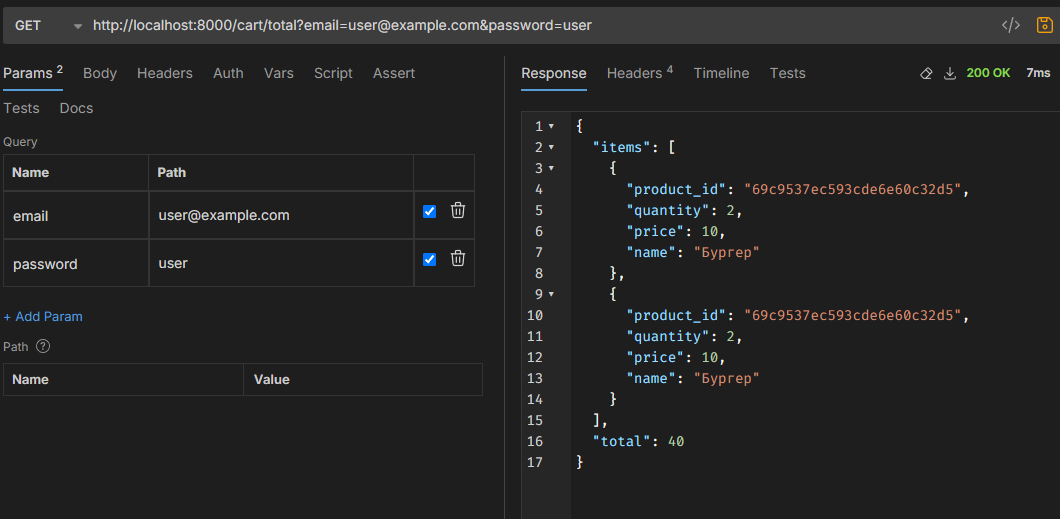 GET http://localhost:8000/cart/total?email=user@example.com&password=user
Params 2 Body Headers Auth Vars Script Assert
Tests Docs
Query
Name Path
email user@example.com
password user
+ Add Param
Path ?
Name Value
Response Headers 4 Timeline Tests 200 OK 7ms
1 {
2 "items": [
3 {
4 "product_id": "69c9537ec593cde6e60c32d5",
5 "quantity": 2,
6 "price": 10,
7 "name": "Бургер"
8 },
9 {
10 "product_id": "69c9537ec593cde6e60c32d5",
11 "quantity": 2,
12 "price": 10,
13 "name": "Бургер"
14 }
15 ],
16 "total": 40
17 }